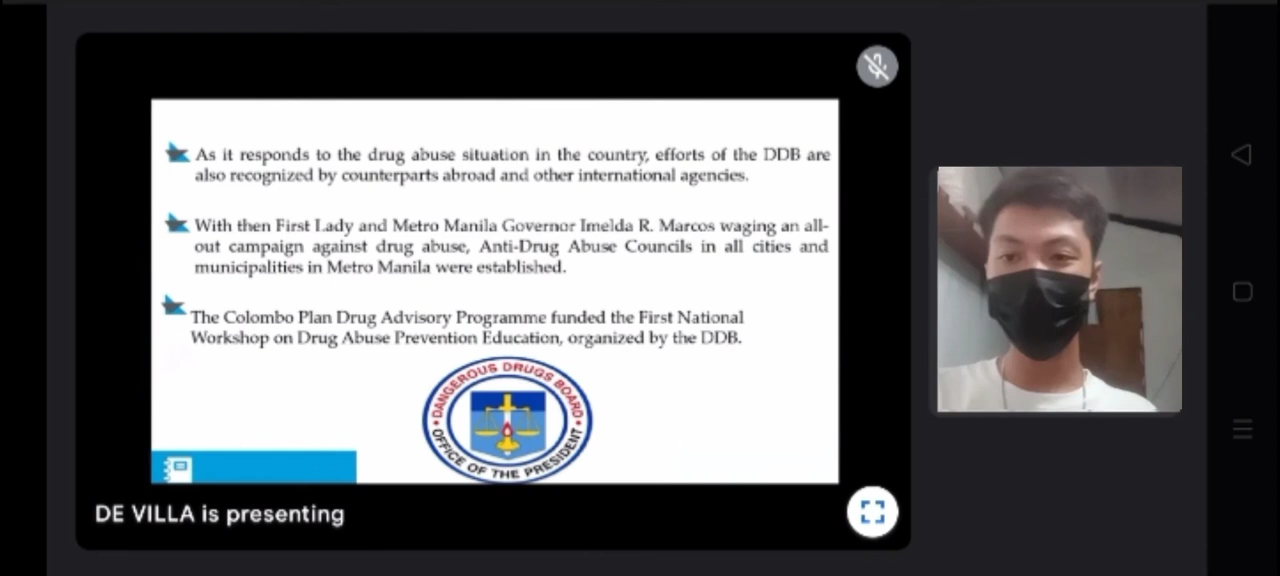 As it responds to the drug abuse situation in the country, efforts of the DDB are
also recognized by counterparts abroad and other international agencies.
With then First Lady and Metro Manila Governor Imelda R. Marcos waging an all-
out campaign against drug abuse, Anti-Drug Abuse Councils in all cities and
municipalities in Metro Manila were established.
The Colombo Plan Drug Advisory Programme funded the First National
Workshop on Drug Abuse Prevention Education, organized by the DDB.
DANGEROUS DRUGS BOARD
OFFICE OF THE PRESIDENT
DE VILLA is presenting